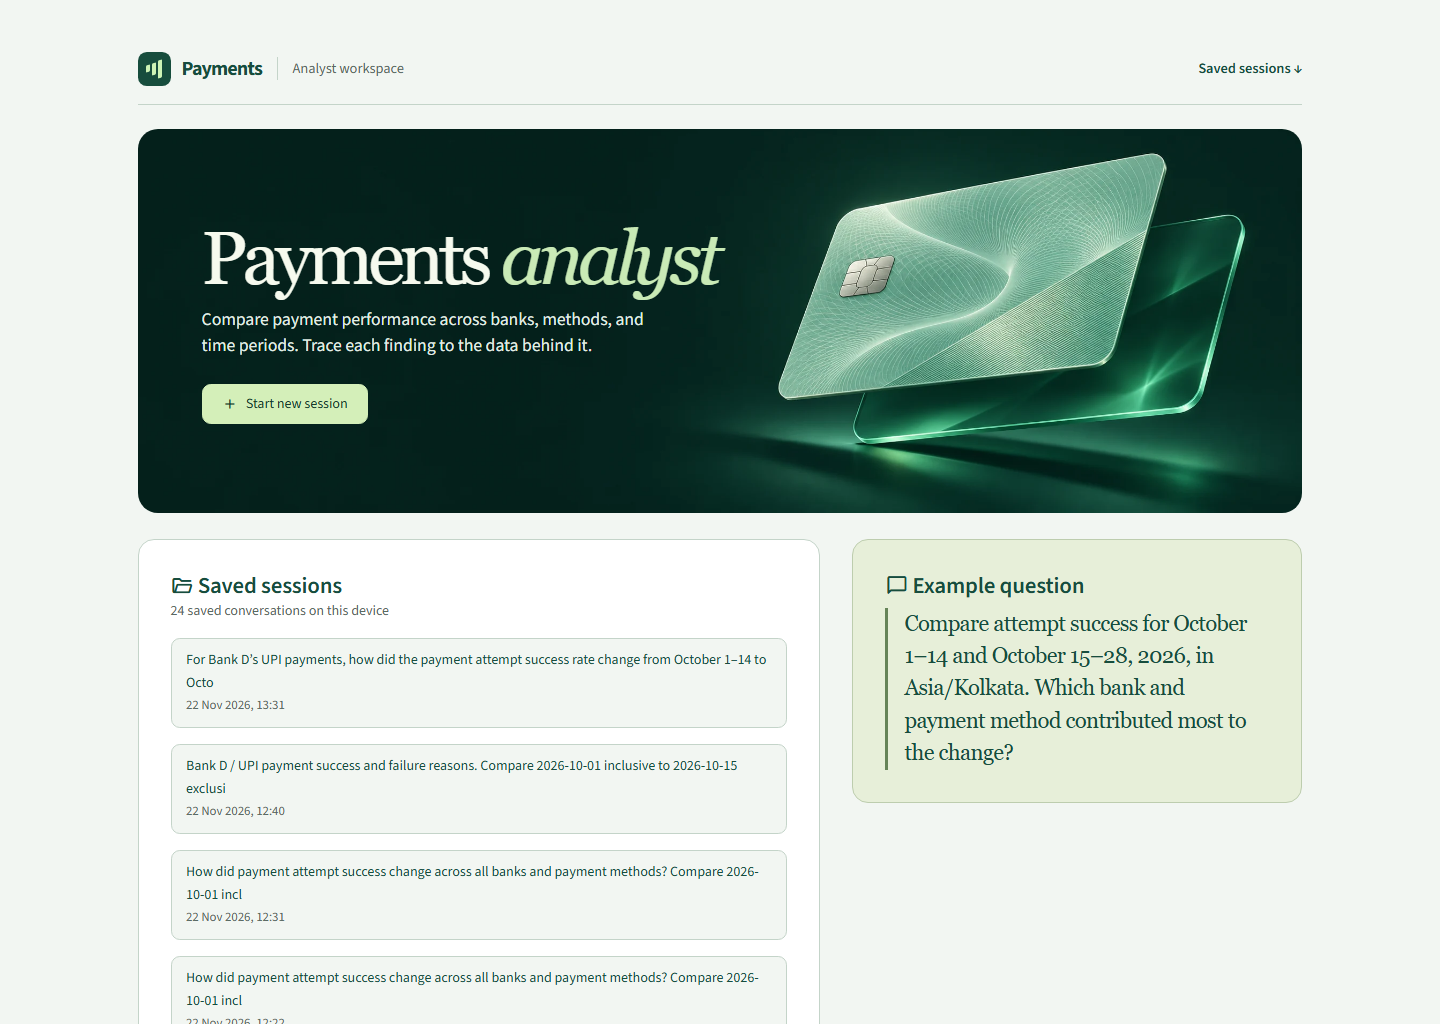 Payments
Analyst workspace
Saved sessions ↓
Payments analyst
Compare payment performance across banks, methods, and
time periods. Trace each finding to the data behind it.
+ Start new session
Saved sessions
24 saved conversations on this device
For Bank D’s UPI payments, how did the payment attempt success rate change from October 1–14 to
Octo
22 Nov 2026, 13:31
Bank D / UPI payment success and failure reasons. Compare 2026-10-01 inclusive to 2026-10-15
exclusi
22 Nov 2026, 12:40
How did payment attempt success change across all banks and payment methods? Compare 2026-
10-01 incl
22 Nov 2026, 12:31
How did payment attempt success change across all banks and payment methods? Compare 2026-
10-01 incl
22 Nov 2026, 12:22
Example question
Compare attempt success for October
1–14 and October 15–28, 2026, in
Asia/Kolkata. Which bank and
payment method contributed most to
the change?